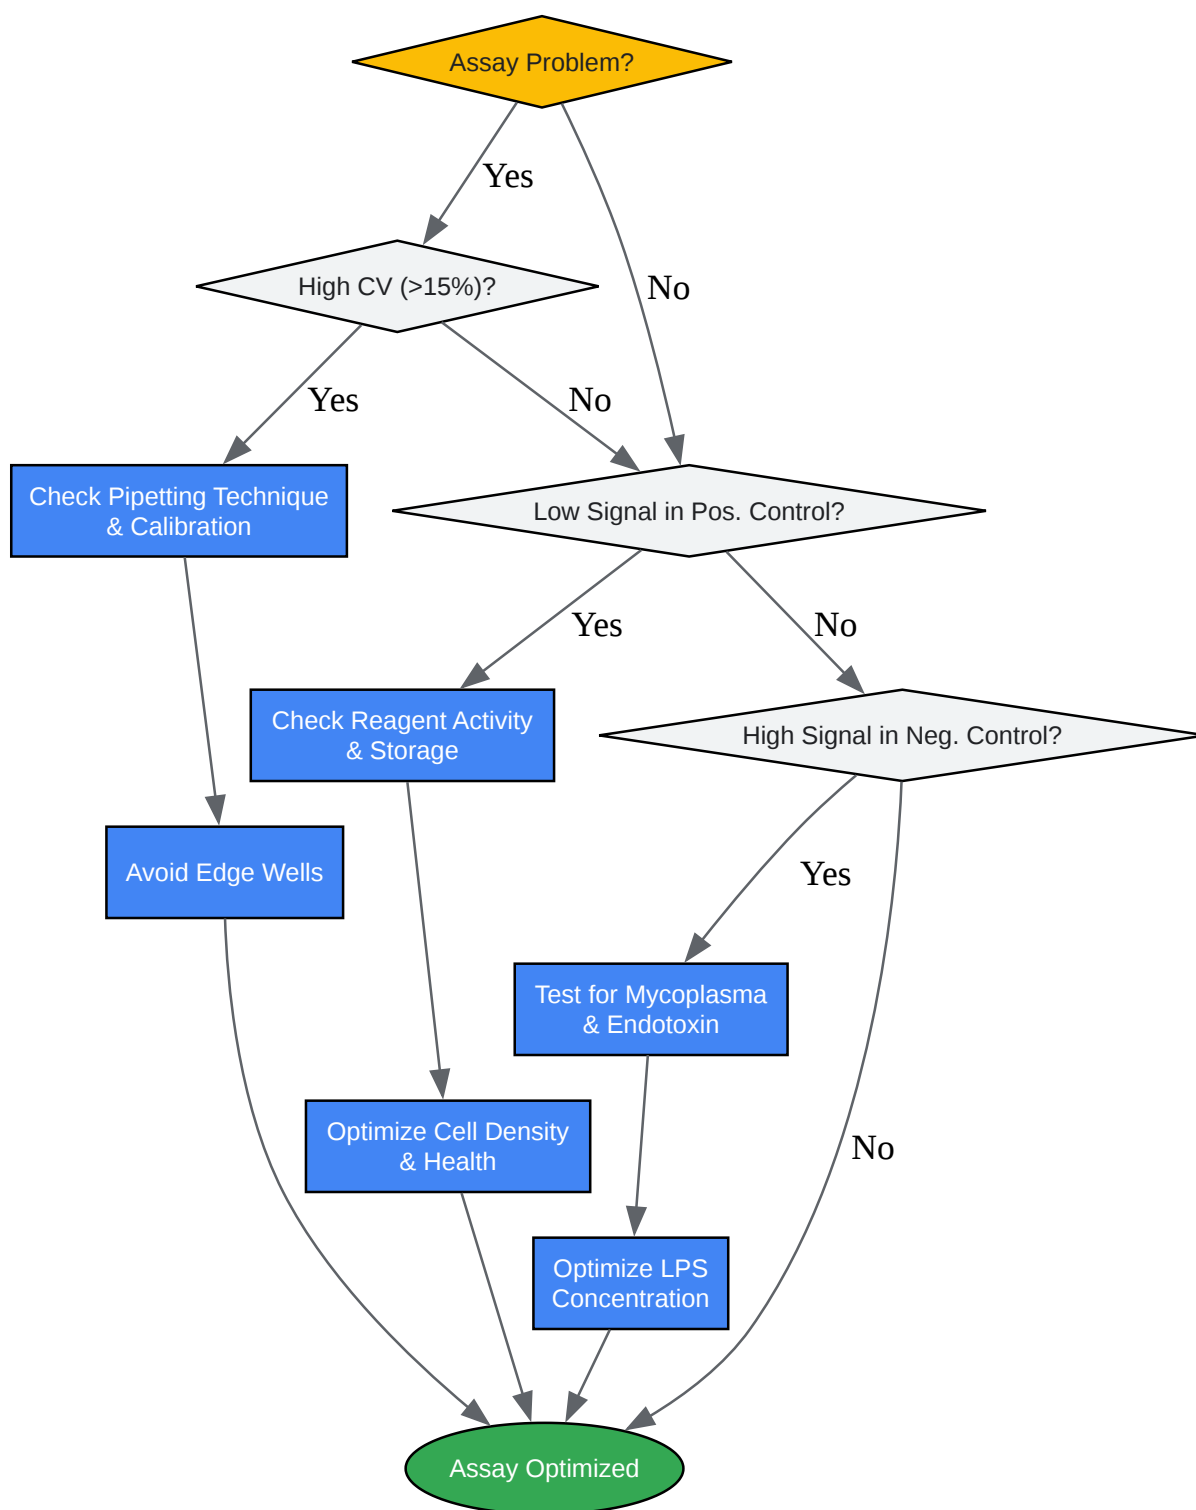 Assay Problem?
Yes
No
High CV (>15%)?
Yes
No
Check Pipetting Technique
& Calibration
Low Signal in Pos. Control?
Yes
No
Check Reagent Activity
& Storage
High Signal in Neg. Control?
Avoid Edge Wells
Yes
No
Test for Mycoplasma
& Endotoxin
Optimize Cell Density
& Health
Optimize LPS
Concentration
Assay Optimized